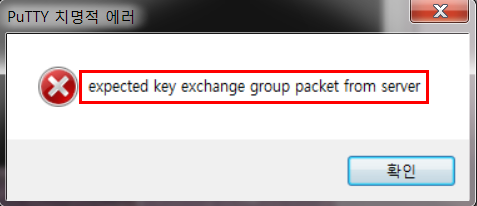 PuTTY 치명적 에러
expected key exchange group packet from server
확인